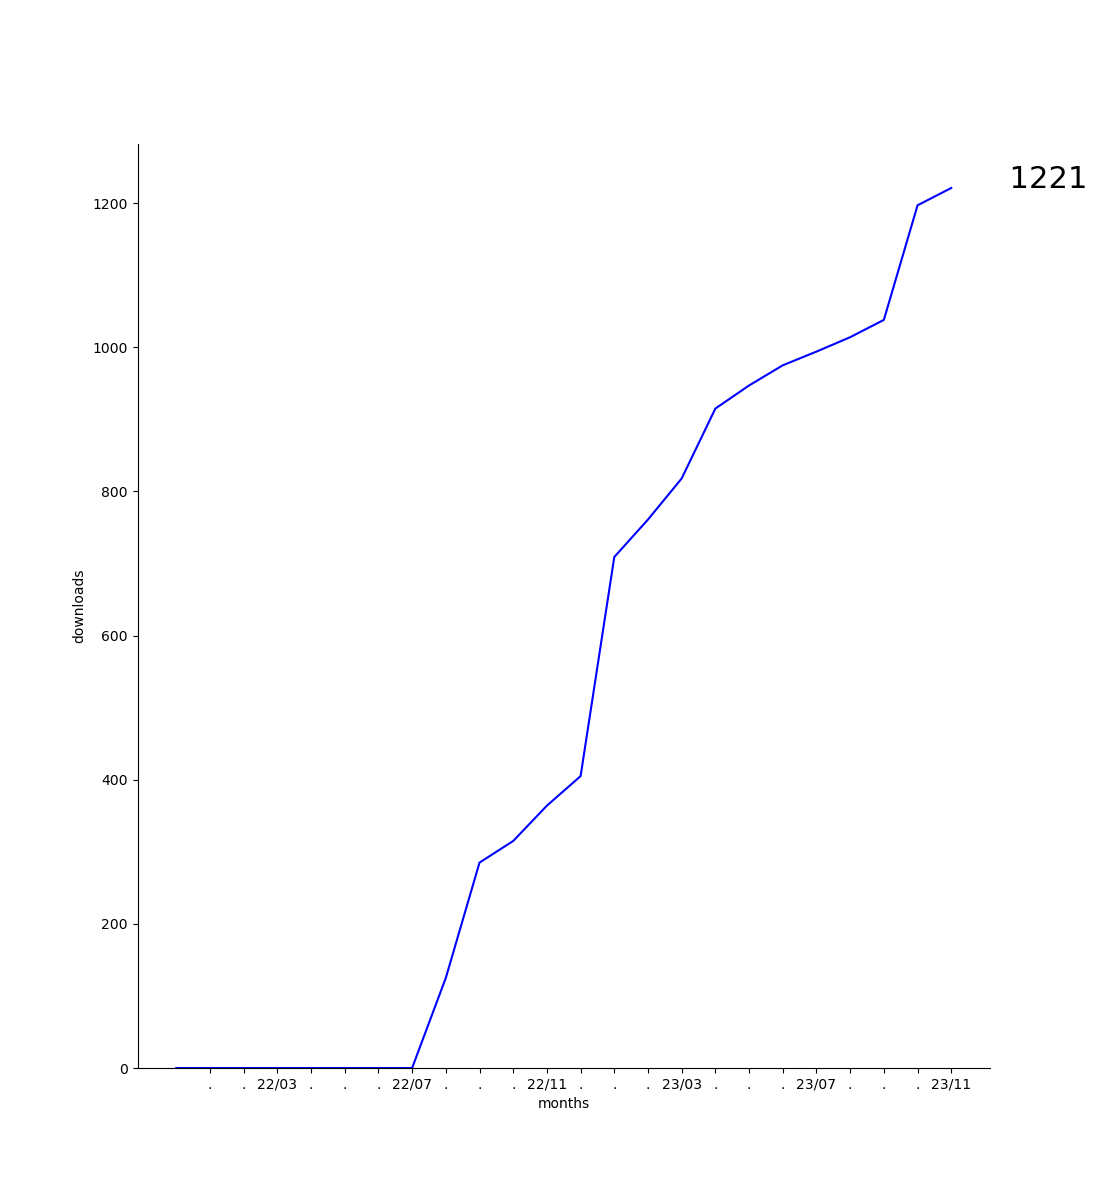 1221
1200
1000
800
600
400
200
0
downloads
. . 22/03 . . . 22/07 . . . 22/11 . . . 23/03 . . . 23/07 . . . 23/11
months